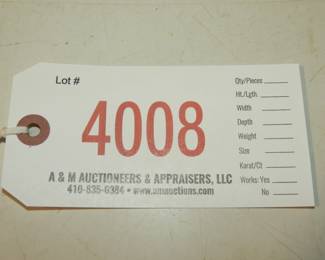 Lot #
4008
A & M AUCTIONEERS & APPRAISERS, LLC
410-835-0384 • www.amauctions.com
Qty/Pieces
Ht./Lgth.
Width
Depth
Weight
Size
Karat/Ct
Works: Yes
No